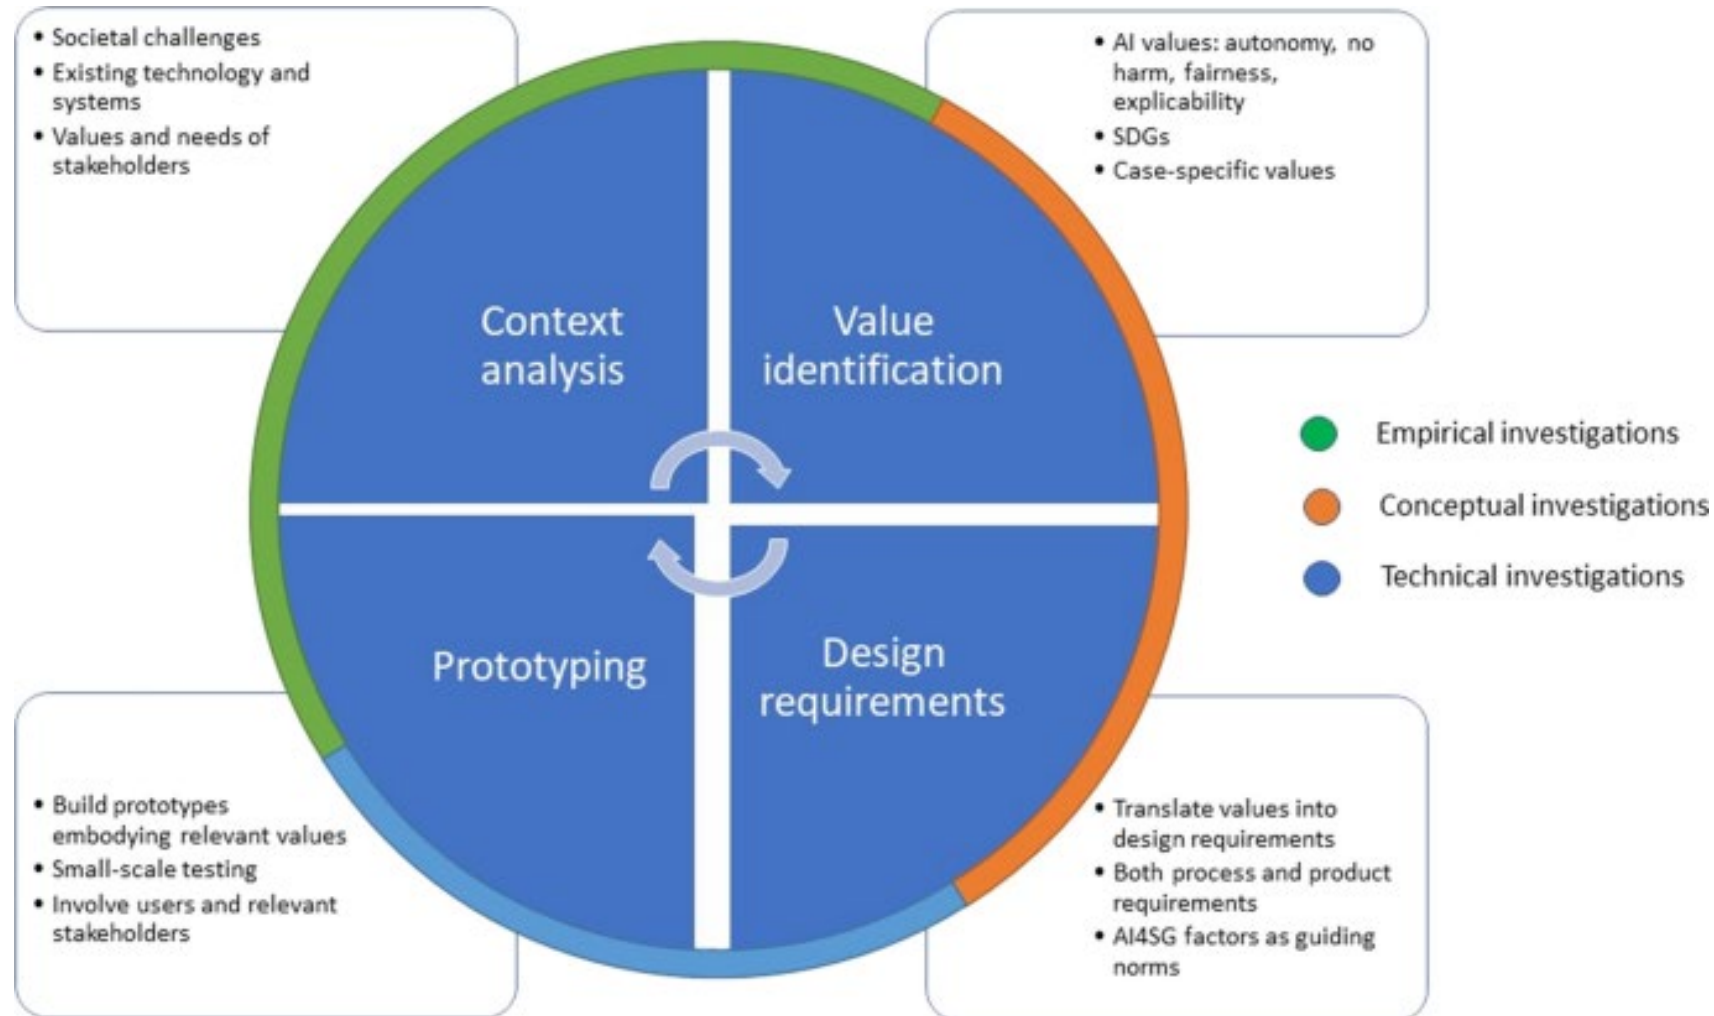 • Societal challenges
• Existing technology and
systems
• Values and needs of
stakeholders
• AI values: autonomy, no
harm, fairness,
explicability
• SDGs
• Case-specific values
Context
analysis
Value
identification
Empirical investigations
Conceptual investigations
Technical investigations
Prototyping
Design
requirements
• Build prototypes
embodying relevant values
• Small-scale testing
• Involve users and relevant
stakeholders
• Translate values into
design requirements
• Both process and product
requirements
• AI4SG factors as guiding
norms